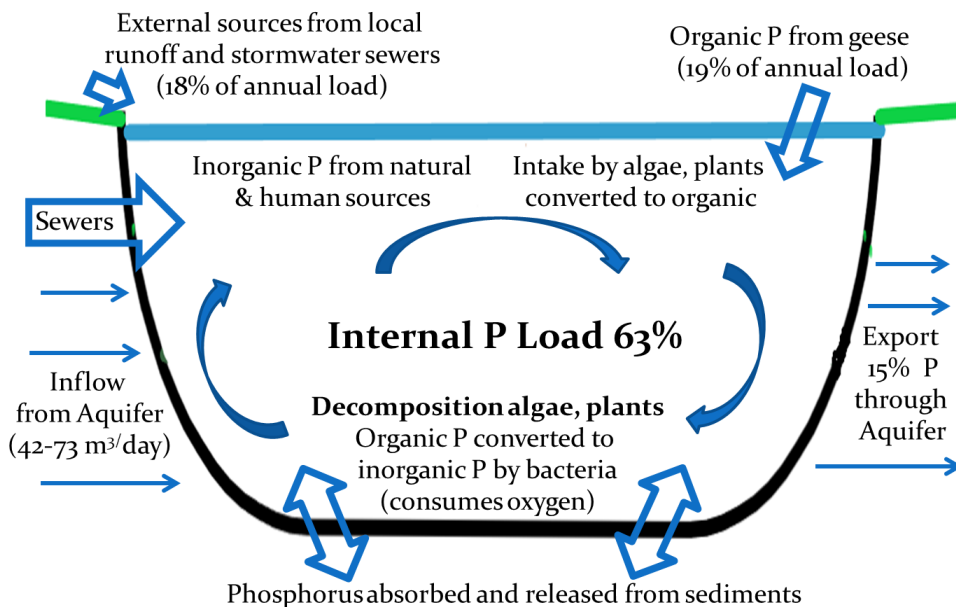 External sources from local
runoff and stormwater sewers
(18% of annual load)
Organic P from geese
(19% of annual load)
Inorganic P from natural
& human sources
Intake by algae, plants
converted to organic
Sewers
Internal P Load 63%
Inflow
from Aquifer
(42-73 m³/day)
Decomposition algae, plants
Organic P converted to
inorganic P by bacteria
(consumes oxygen)
Export
15% P
through
Aquifer
Phosphorus absorbed and released from sediments